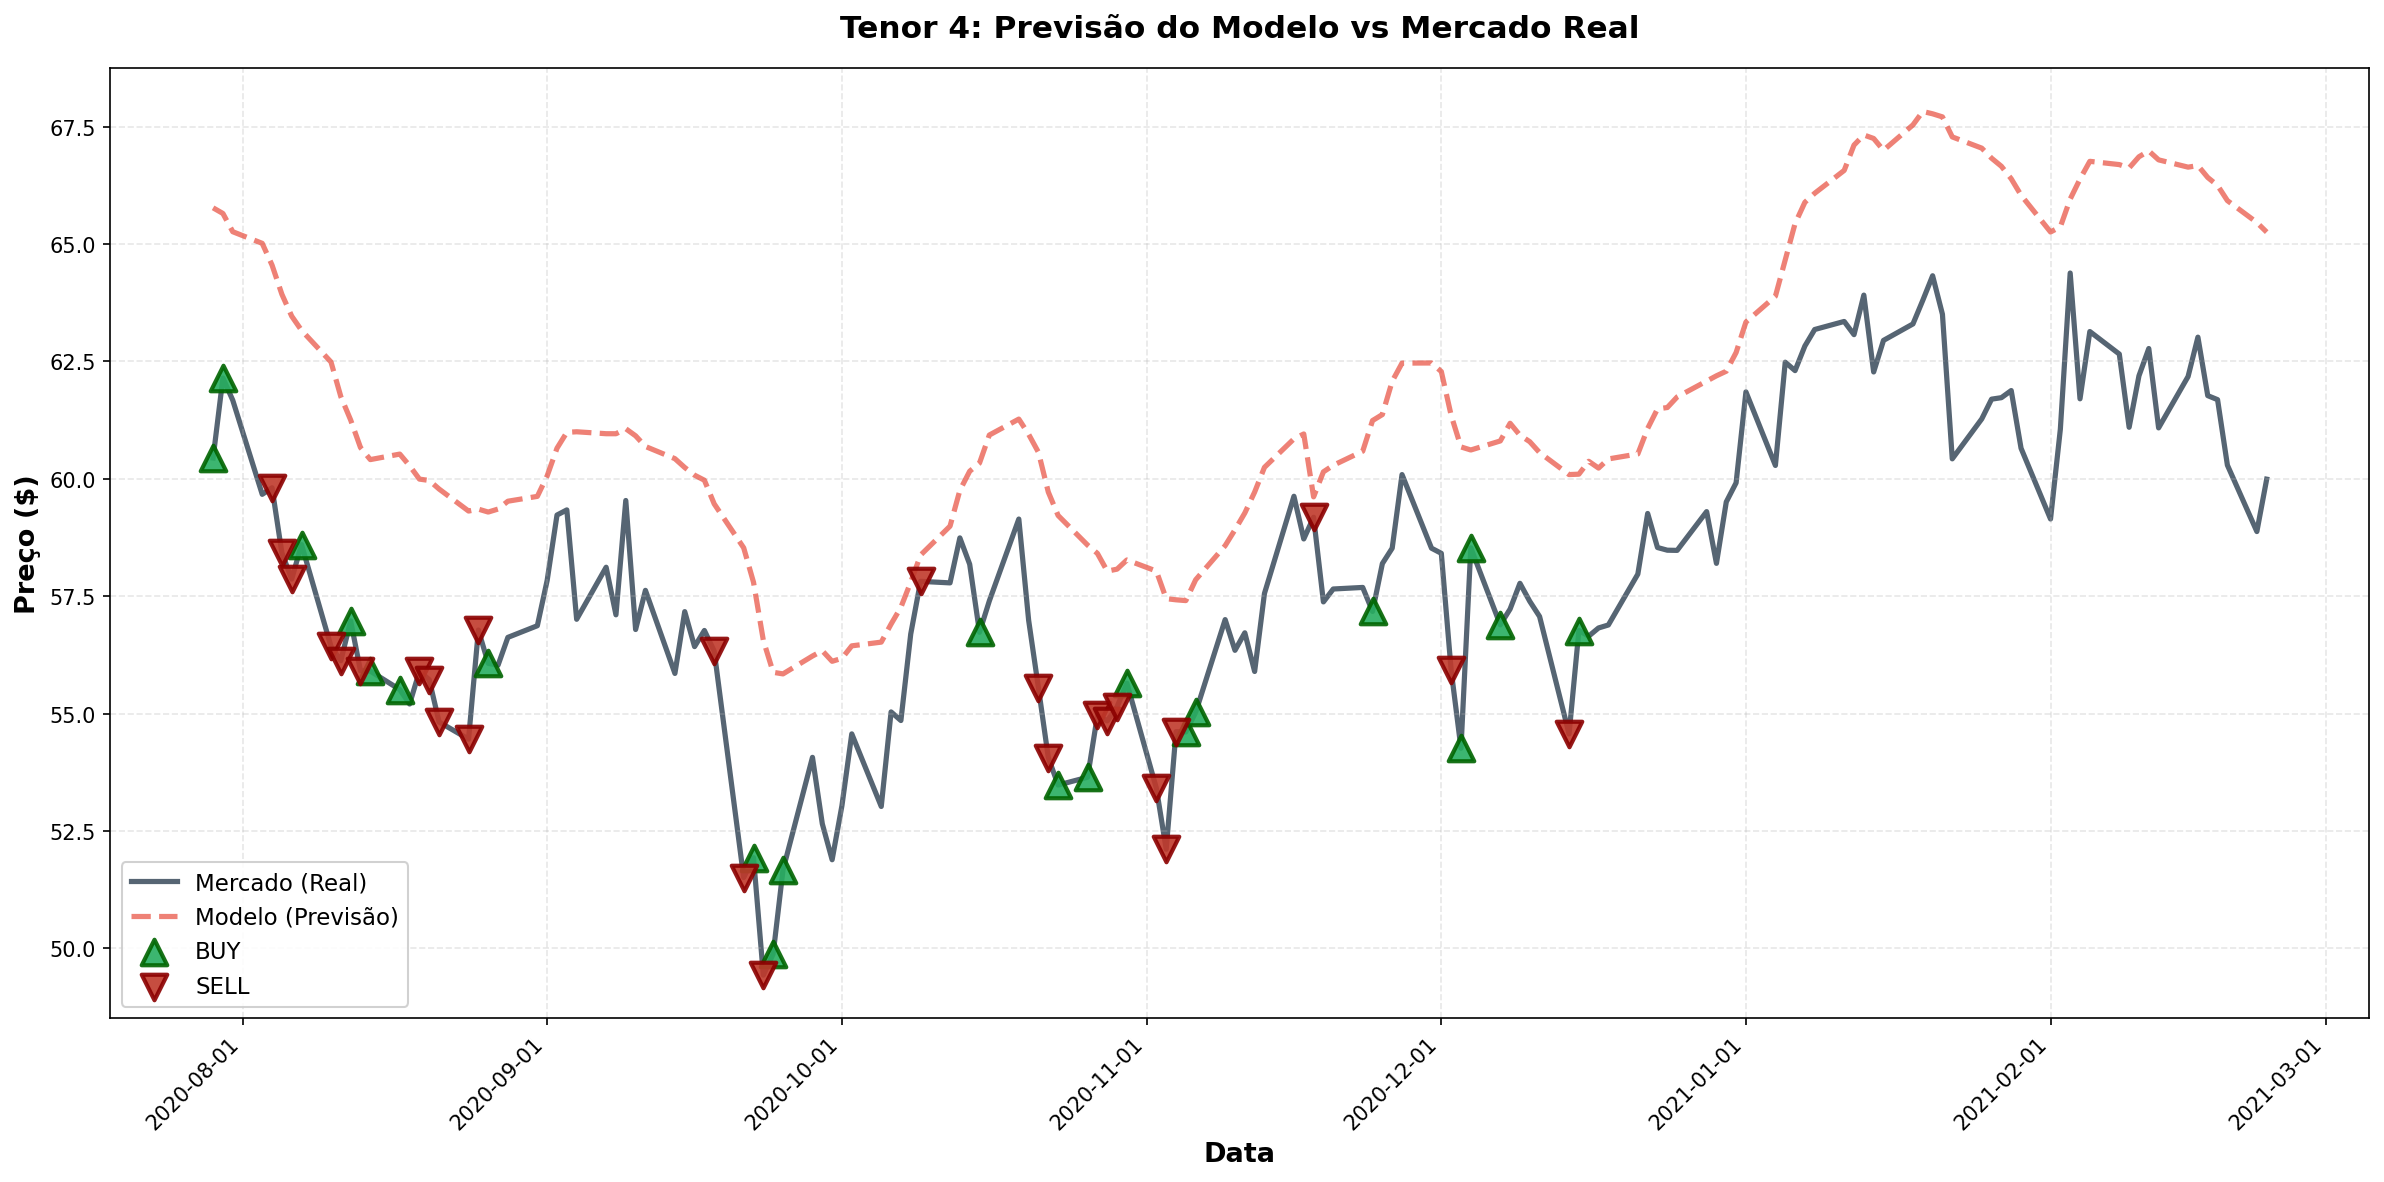 Tenor 4: Previsão do Modelo vs Mercado Real
Preço ($)
67.5
65.0
62.5
60.0
57.5
55.0
52.5
50.0
Mercado (Real)
Modelo (Previsão)
BUY
SELL
2020-08-01
2020-09-01
2020-10-01
2020-11-01
2020-12-01
2021-01-01
2021-02-01
2021-03-01
Data